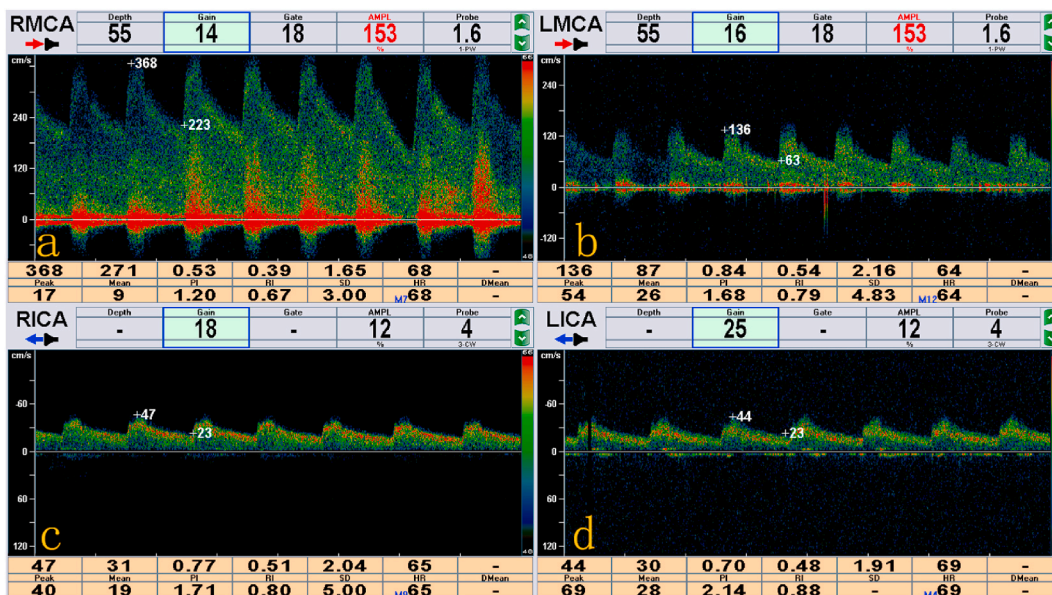 RMCA Depth 55 Gain 14 Gate 18 AMPL 153 % Probe 1.6 1-PW
cm/s
66
+368
240
+223
120
0
a
48
368 271 0.53 0.39 1.65 68 -
Peak Mean PI RI SD HR DMean
17 9 1.20 0.67 3.00 M7 68 -
LMCA Depth 55 Gain 16 Gate 18 AMPL 153 % Probe 1.6 1-PW
cm/s
240
120
+136
+63
0
-120
b
136 87 0.84 0.54 2.16 64 -
Peak Mean PI RI SD HR DMean
54 26 1.68 0.79 4.83 M12 64 -
RICA Depth - Gain 18 Gate - AMPL 12 % Probe 4 3-CW
cm/s
66
-60
+47
+23
0
60
120
c
48
47 31 0.77 0.51 2.04 65 -
Peak Mean PI RI SD HR DMean
40 19 1.71 0.80 5.00 65 -
LICA Depth - Gain 25 Gate - AMPL 12 % Probe 4 3-CW
cm/s
-60
+44
+23
0
60
120
d
44 30 0.70 0.48 1.91 69 -
Peak Mean PI RI SD HR DMean
69 28 2.14 0.88 - 69 -